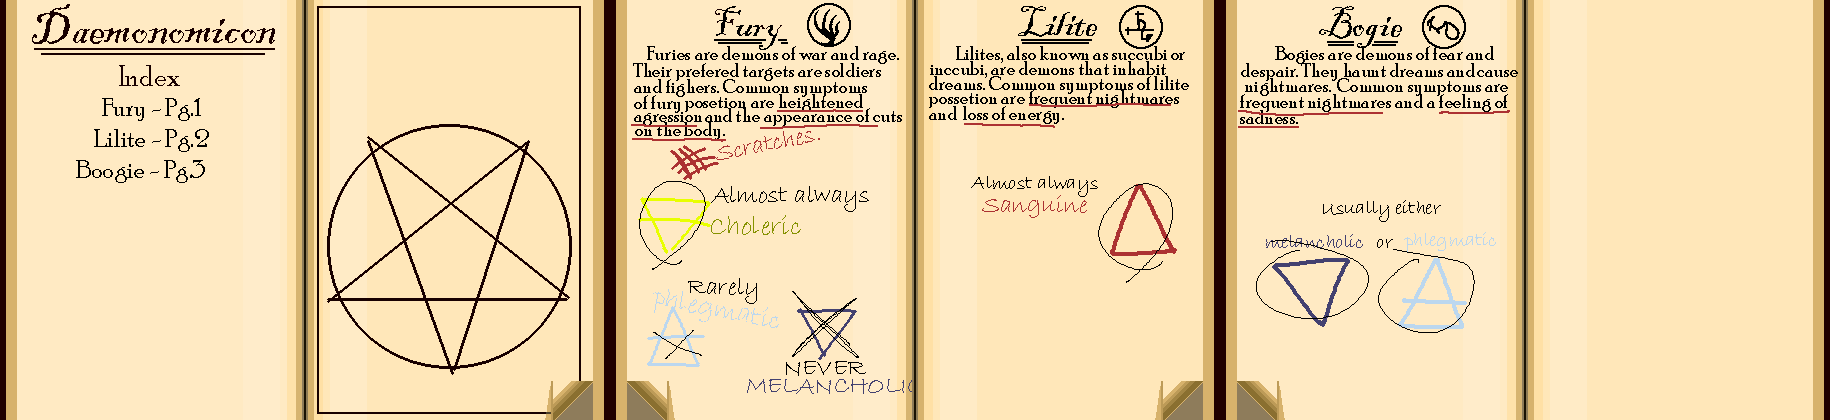 Daemonomicon
Index
Fury - Pg.1
Lilite - Pg.2
Boogie - Pg.3
Fury
Furies are demons of war and rage.
Their prefered targets are soldiers
and fighers. Common symptoms
of fury posetion are heightened
agression and the appearance of cuts
on the body.
Scratches.
Almost always
Choleric
Rarely
phlegmatic
NEVER
MELANCHOLIC
Lilite
Lilites, also known as succubi or
inccubi, are demons that inhabit
dreams. Common symptoms of lilite
possetion are frequent nightmares
and loss of energy.
Almost always
Sanguine
Bogie
Bogies are demons of fear and
despair. They haunt dreams and cause
nightmares. Common symptoms are
frequent nightmares and a feeling of
sadness.
Usually either
melancholic or phlegmatic